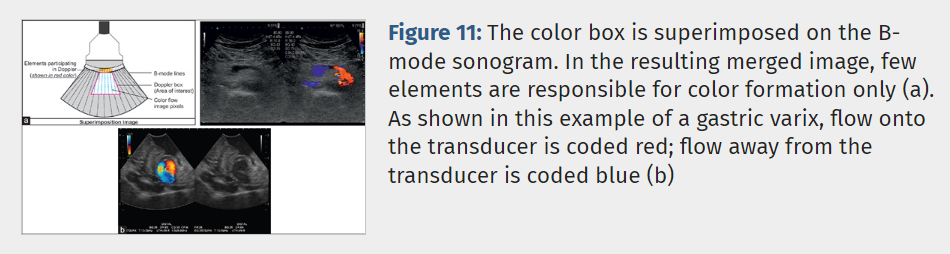 Elements participating
in Doppler
(shown in red color)
B-mode lines
Doppler box
(Area of interest)
Color flow
image pixels
a
Superimposition image
b
Figure 11: The color box is superimposed on the B-
mode sonogram. In the resulting merged image, few
elements are responsible for color formation only (a).
As shown in this example of a gastric varix, flow onto
the transducer is coded red; flow away from the
transducer is coded blue (b)